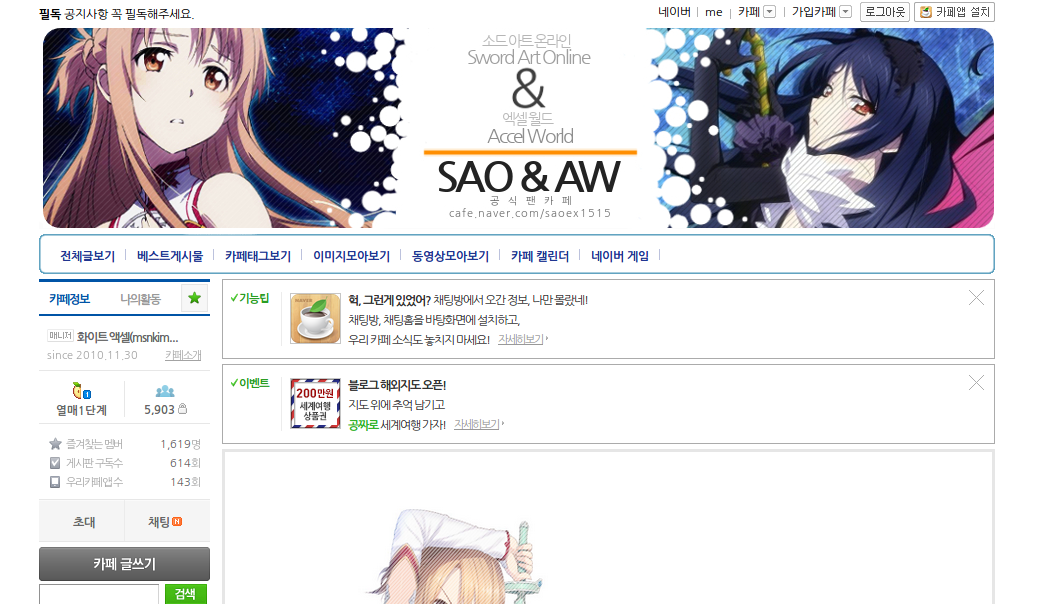 필독 공지사항 꼭 필독해주세요.
네이버 me 카페 가입카페 로그아웃 카페앱 설치
소드 아트 온라인
Sword Art Online
&
엑셀 월드
Accel World
SAO & AW
공 식 팬 카 페
cafe.naver.com/saoex1515
전체글보기 베스트게시물 카페태그보기 이미지모아보기 동영상모아보기 카페 캘린더 네이버 게임
카페정보 나의활동
매니저 화이트 액셀(msnkim...
since 2010.11.30 카페소개
열매1단계 5,903
즐겨찾는 멤버 1,619명
게시판 구독수 614회
우리카페앱 수 143회
초대 채팅 N
카페 글쓰기
검색
기능팁
헉, 그런게 있었어? 채팅방에서 오간 정보, 나만 몰랐네!
채팅방, 채팅홈을 바탕화면에 설치하고,
우리 카페 소식도 놓치지 마세요! 자세히보기
이벤트
200만원
세계여행
상품권
블로그 해외지도 오픈!
지도 위에 추억 남기고
공짜로 세계여행 가자! 자세히보기